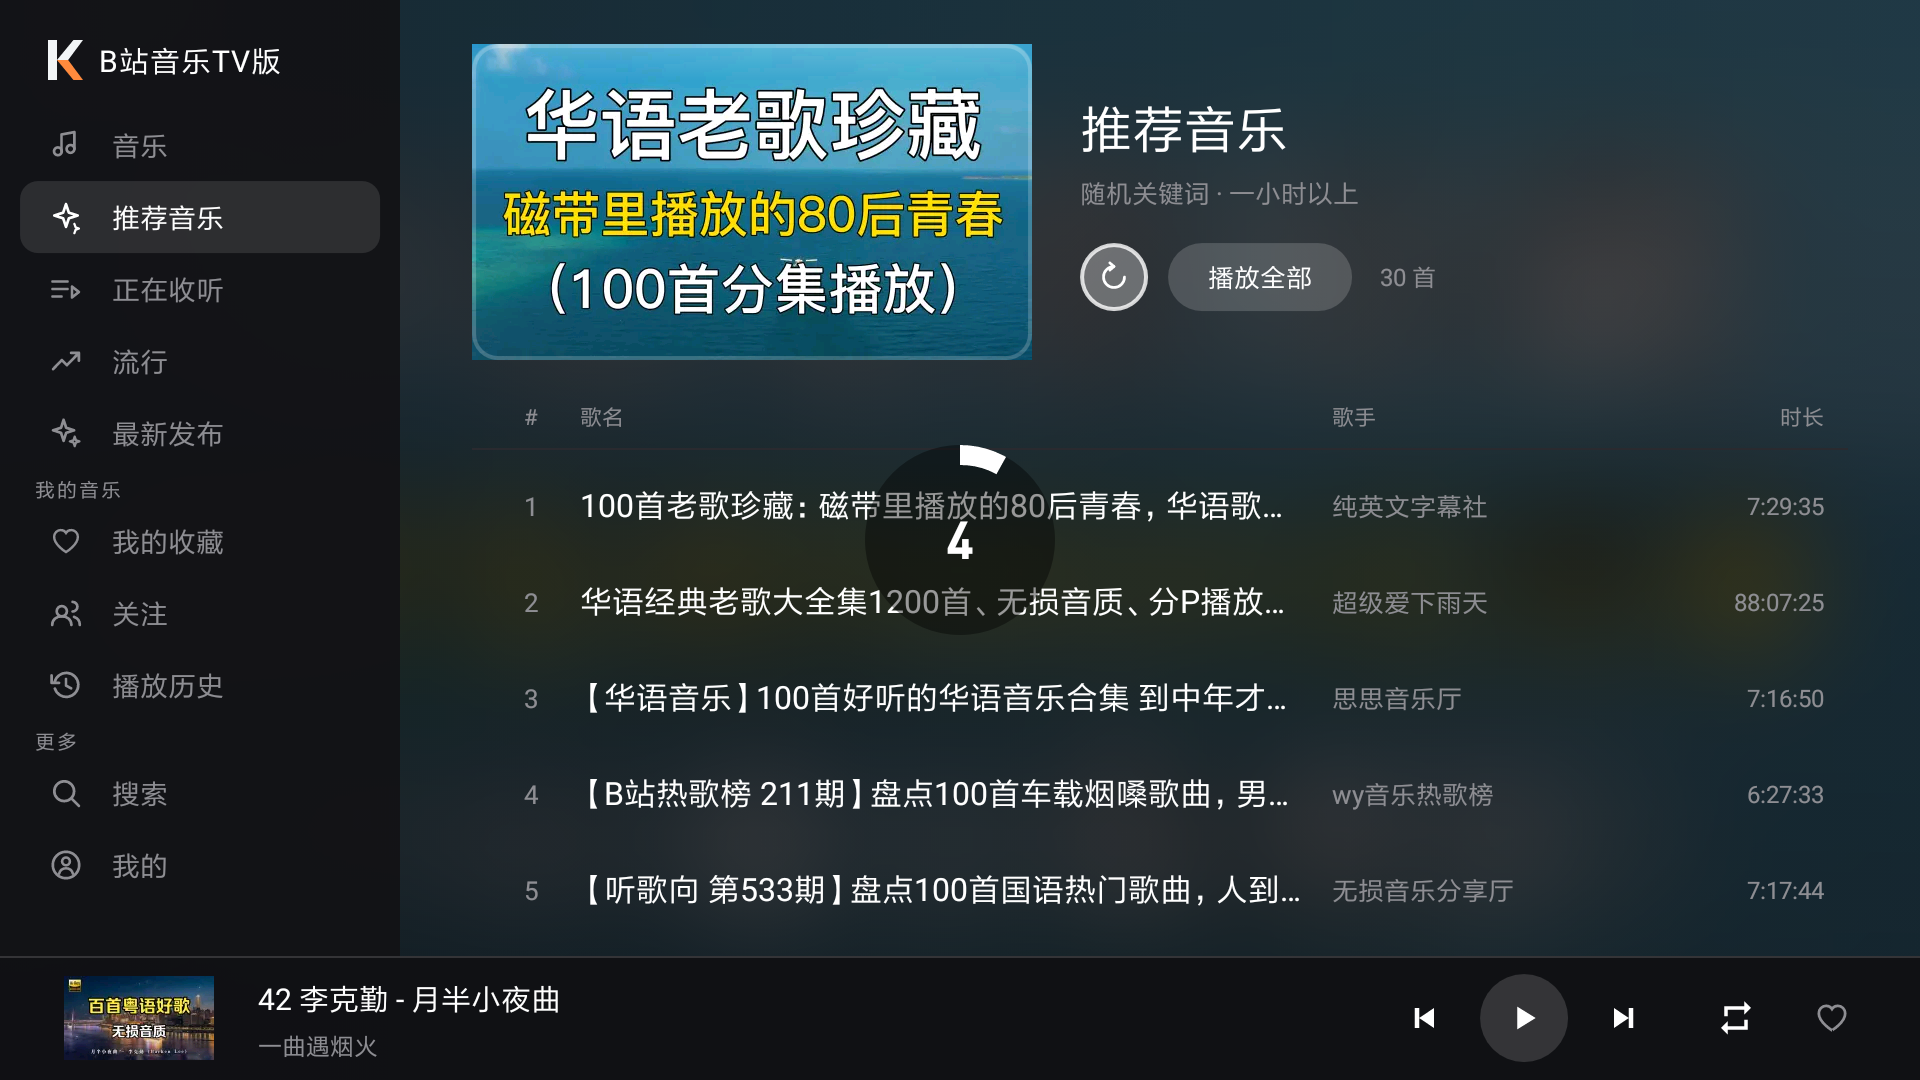 B站音乐TV版
音乐
推荐音乐
正在收听
流行
最新发布
我的音乐
我的收藏
关注
播放历史
更多
搜索
我的
华语老歌珍藏
磁带里播放的80后青春
（100首分集播放）
推荐音乐
随机关键词 · 一小时以上
播放全部
30 首
# 歌名 歌手 时长
1 100首老歌珍藏：磁带里播放的80后青春，华语歌... 纯英文字幕社 7:29:35
4
2 华语经典老歌大全集1200首、无损音质、分P播放... 超级爱下雨天 88:07:25
3 【华语音乐】100首好听的华语音乐合集 到中年才... 思思音乐厅 7:16:50
4 【B站热歌榜 211期】盘点100首车载烟嗓歌曲，男... wy音乐热歌榜 6:27:33
5 【听歌向 第533期】盘点100首国语热门歌曲，人到... 无损音乐分享厅 7:17:44
百首粤语好歌
无损音质
42 李克勤 - 月半小夜曲
一曲遇烟火